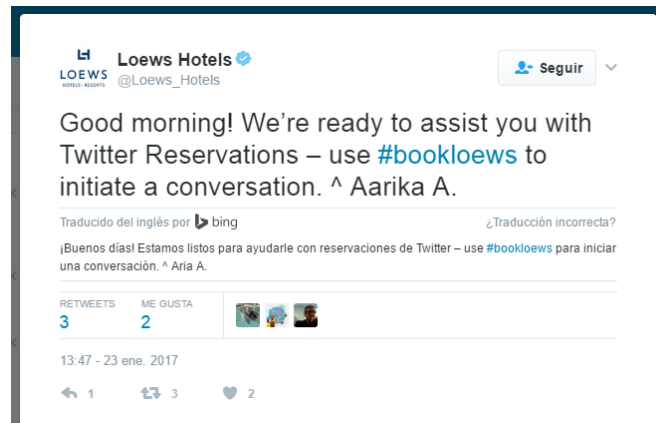 LOEWS
HOTELS & RESORTS
Loews Hotels
@Loews_Hotels
Seguir
Good morning! We're ready to assist you with
Twitter Reservations – use #bookloews to
initiate a conversation. ^ Aarika A.
Traducido del inglés por bing
¿Traducción incorrecta?
¡Buenos días! Estamos listos para ayudarle con reservaciones de Twitter – use #bookloews para iniciar
una conversación. ^ Aria A.
RETWEETS ME GUSTA
3 2
13:47 - 23 ene. 2017
1 3 2